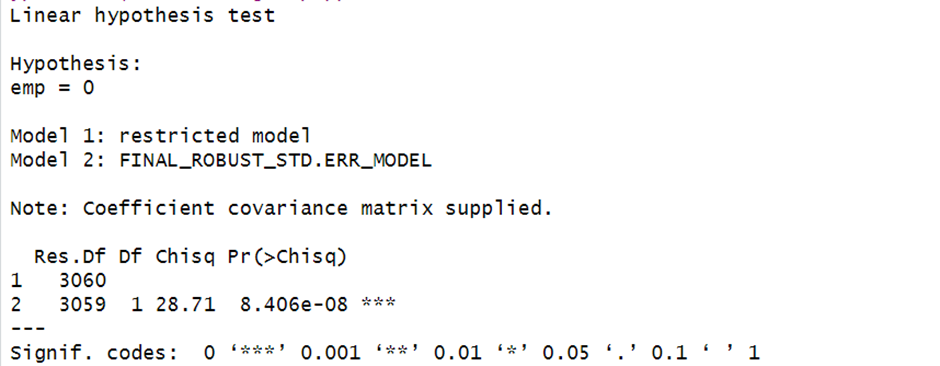 Linear hypothesis test
Hypothesis:
emp = 0
Model 1: restricted model
Model 2: FINAL_ROBUST_STD.ERR_MODEL
Note: Coefficient covariance matrix supplied.
Res.Df Df Chisq Pr(>Chisq)
1 3060
2 3059 1 28.71 8.406e-08 ***
---
Signif. codes: 0 ‘***’ 0.001 ‘**’ 0.01 ‘*’ 0.05 ‘.’ 0.1 ‘ ’ 1